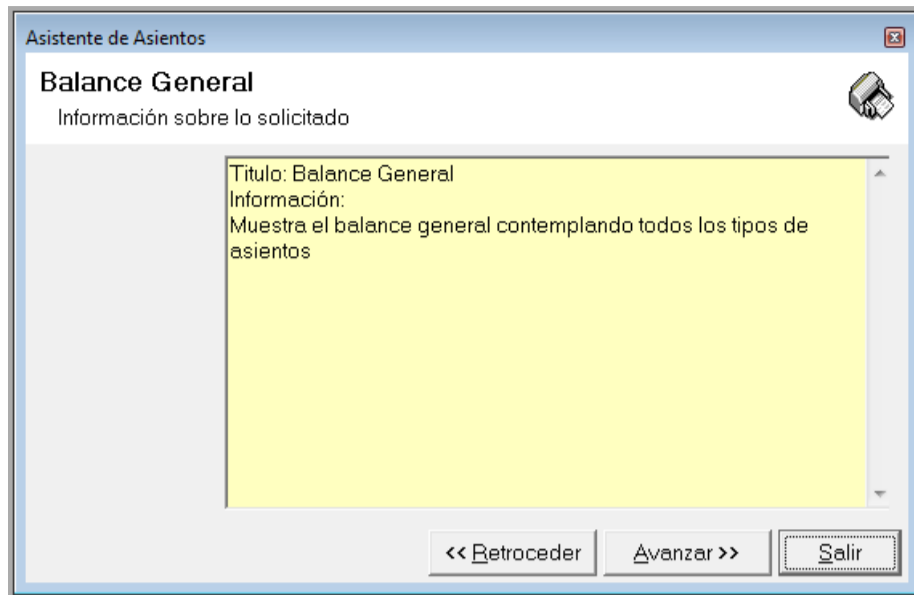 Asistente de Asientos
Balance General
Información sobre lo solicitado
Titulo: Balance General
Información:
Muestra el balance general contemplando todos los tipos de
asientos
<< Retroceder
Avanzar >>
Salir